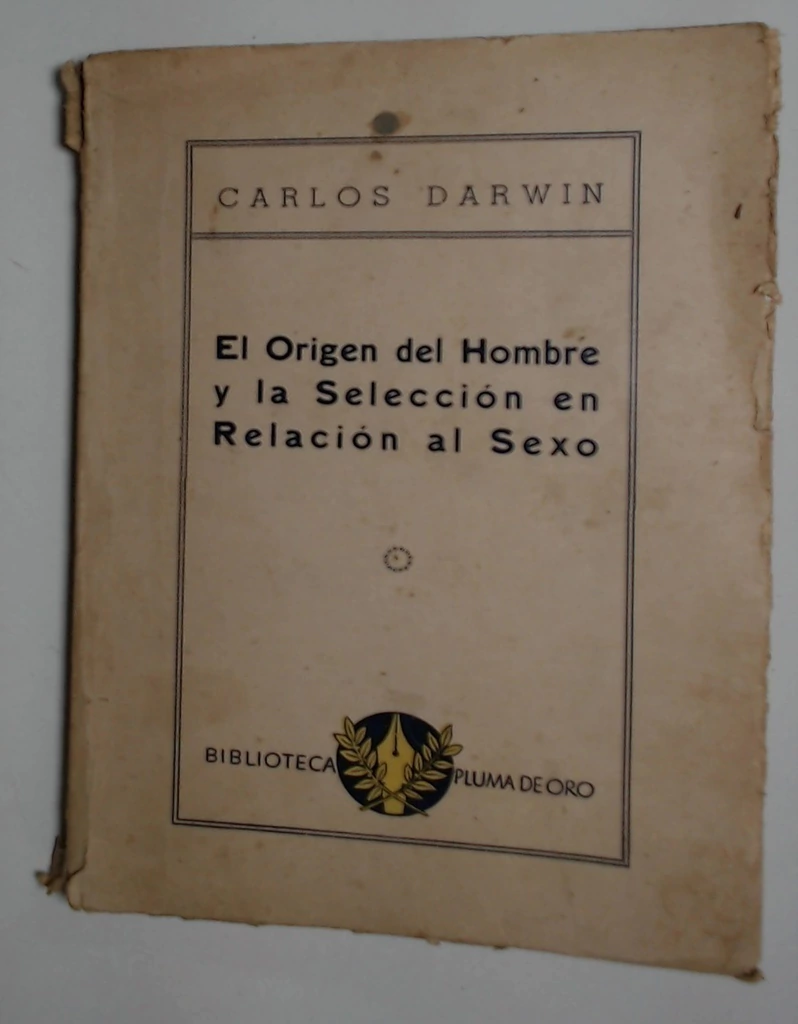 CARLOS DARWIN
El Origen del Hombre
y la Selección en
Relación al Sexo
BIBLIOTECA PLUMA DE ORO